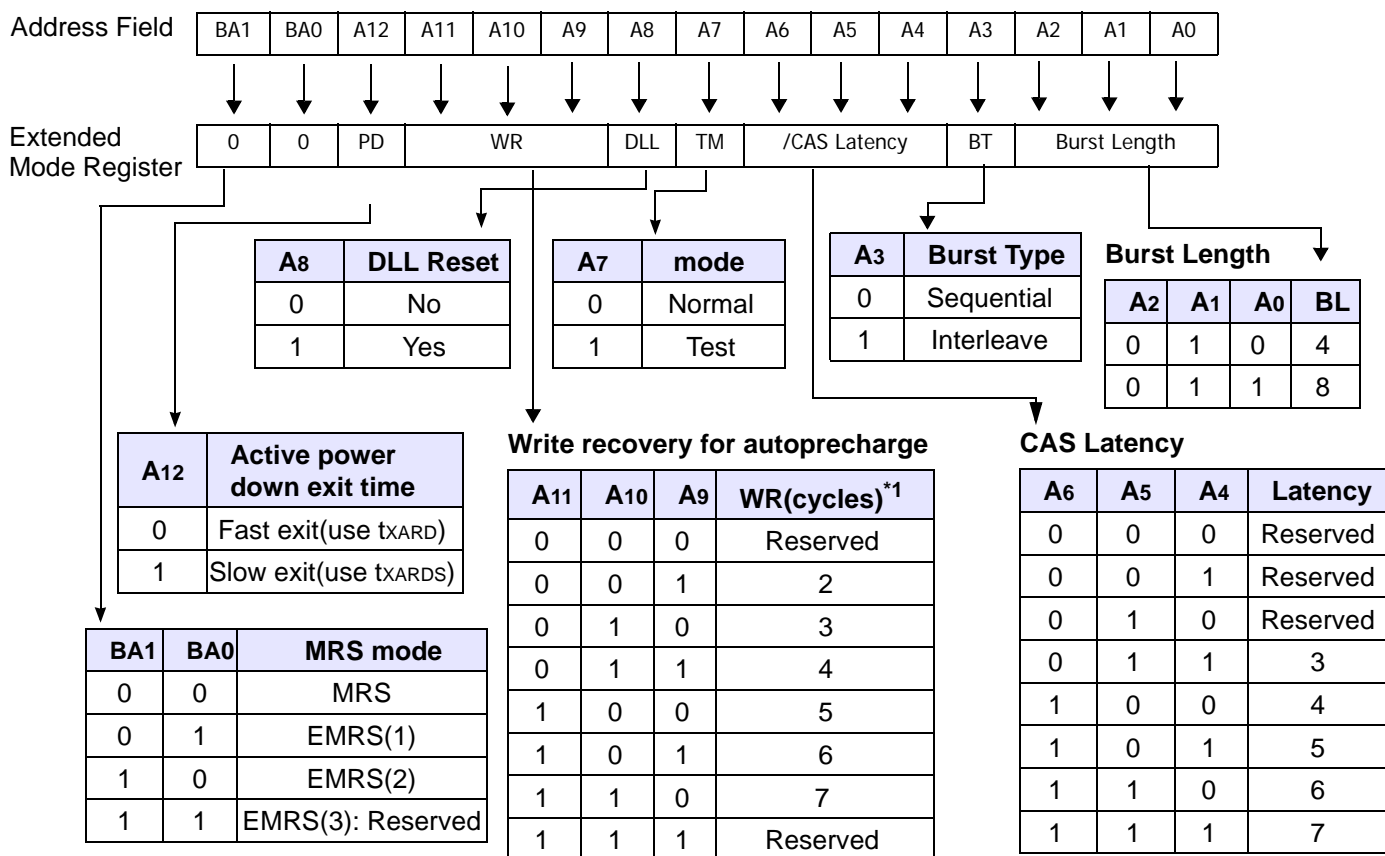 Address Field BA1 BA0 A12 A11 A10 A9 A8 A7 A6 A5 A4 A3 A2 A1 A0
Extended
Mode Register
0 0 PD WR DLL TM /CAS Latency BT Burst Length
A8 DLL Reset
0 No
1 Yes
A7 mode
0 Normal
1 Test
A3 Burst Type
0 Sequential
1 Interleave
Burst Length
A2 A1 A0 BL
0 1 0 4
0 1 1 8
A12 Active power
down exit time
0 Fast exit(use tXARD)
1 Slow exit(use tXARDS)
BA1 BA0 MRS mode
0 0 MRS
0 1 EMRS(1)
1 0 EMRS(2)
1 1 EMRS(3): Reserved
Write recovery for autoprecharge
A11 A10 A9 WR(cycles)*1
0 0 0 Reserved
0 0 1 2
0 1 0 3
0 1 1 4
1 0 0 5
1 0 1 6
1 1 0 7
1 1 1 Reserved
CAS Latency
A6 A5 A4 Latency
0 0 0 Reserved
0 0 1 Reserved
0 1 0 Reserved
0 1 1 3
1 0 0 4
1 0 1 5
1 1 0 6
1 1 1 7